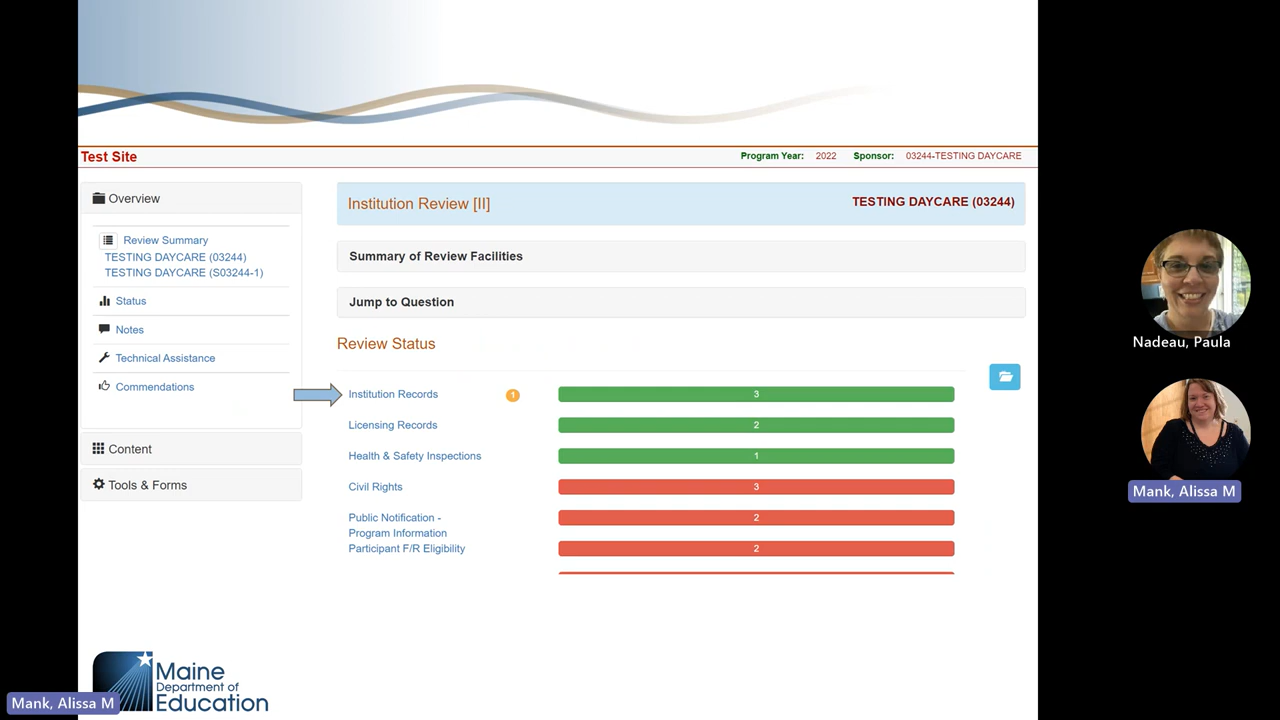 Test Site
Program Year: 2022 Sponsor: 03244-TESTING DAYCARE
Overview
Review Summary
TESTING DAYCARE (03244)
TESTING DAYCARE (S03244-1)
Status
Notes
Technical Assistance
Commendations
Content
Tools & Forms
Institution Review [II]
TESTING DAYCARE (03244)
Summary of Review Facilities
Jump to Question
Review Status
Institution Records 1 3
Licensing Records 2
Health & Safety Inspections 1
Civil Rights 3
Public Notification - 2
Program Information
Participant F/R Eligibility 2
Maine
Department of
Education
Mank, Alissa M
Nadeau, Paula
Mank, Alissa M